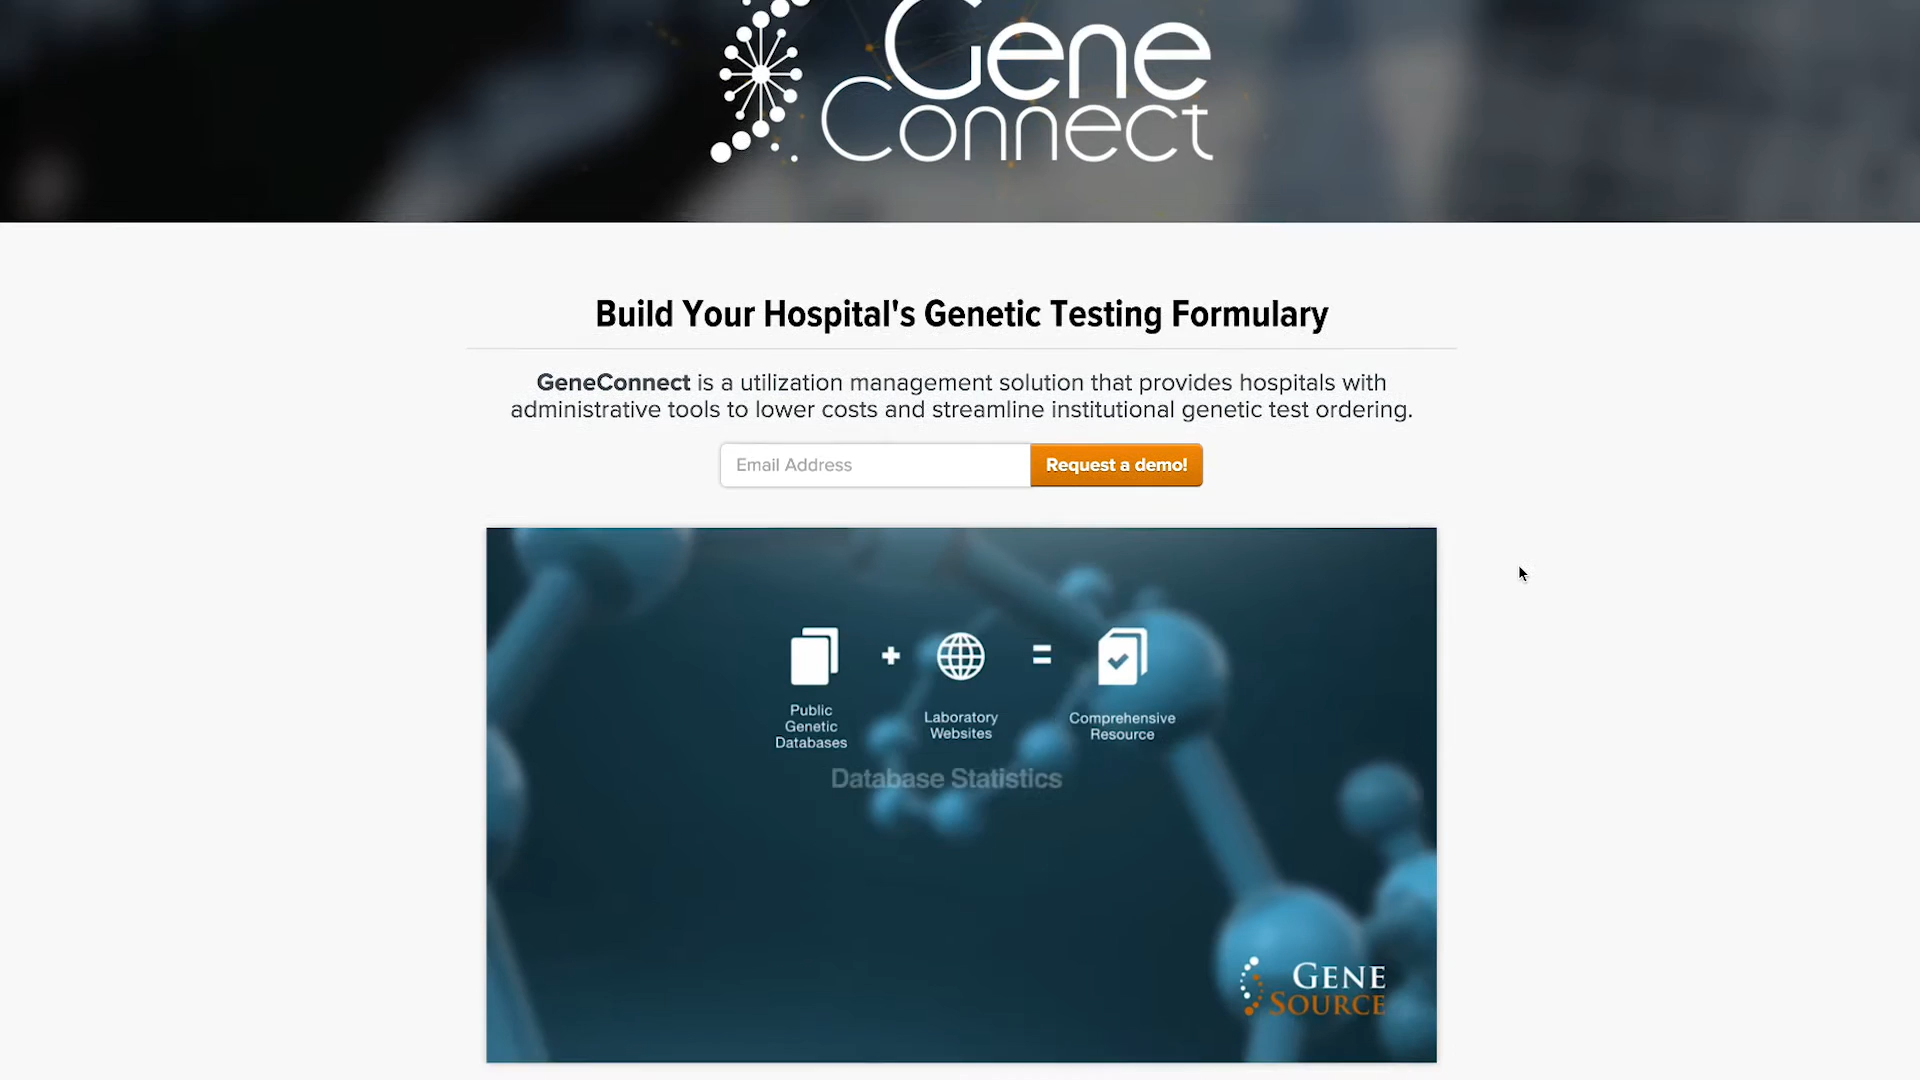 Gene
Connect
Build Your Hospital's Genetic Testing Formulary
GeneConnect is a utilization management solution that provides hospitals with
administrative tools to lower costs and streamline institutional genetic test ordering.
Email Address
Request a demo!
+
=
Public
Genetic
Databases
Laboratory
Websites
Comprehensive
Resource
Database Statistics
GENE
SOURCE